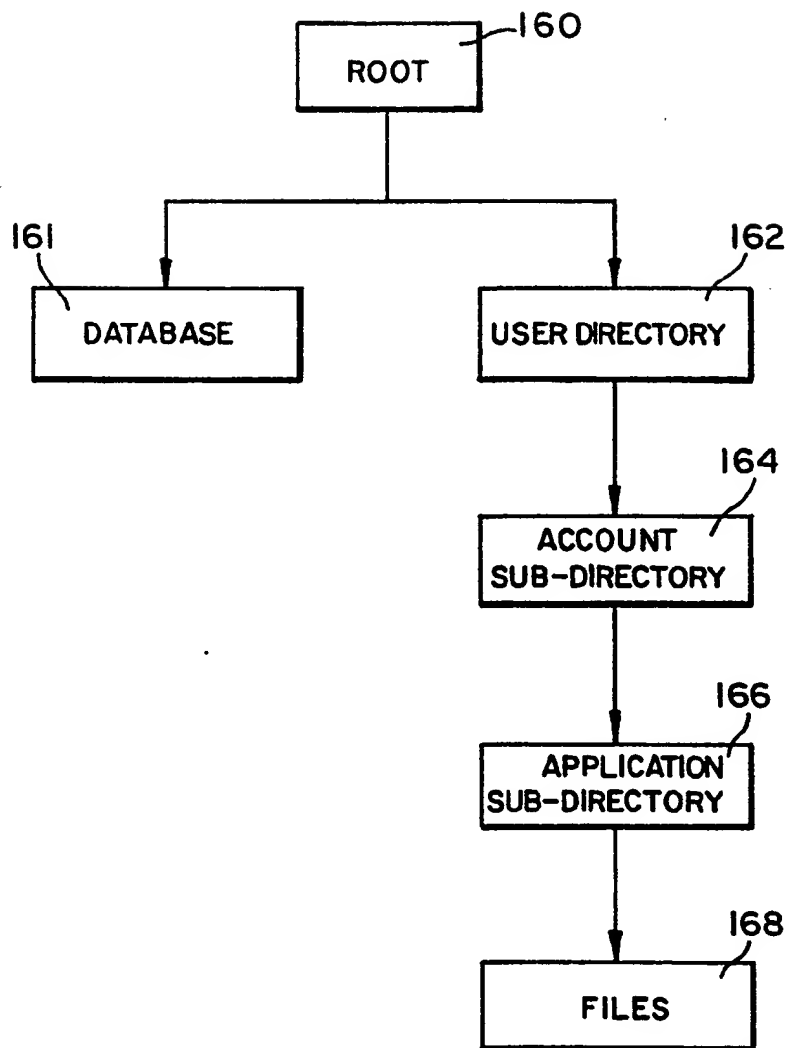 160
ROOT
161
DATABASE
162
USER DIRECTORY
164
ACCOUNT
SUB-DIRECTORY
166
APPLICATION
SUB-DIRECTORY
168
FILES